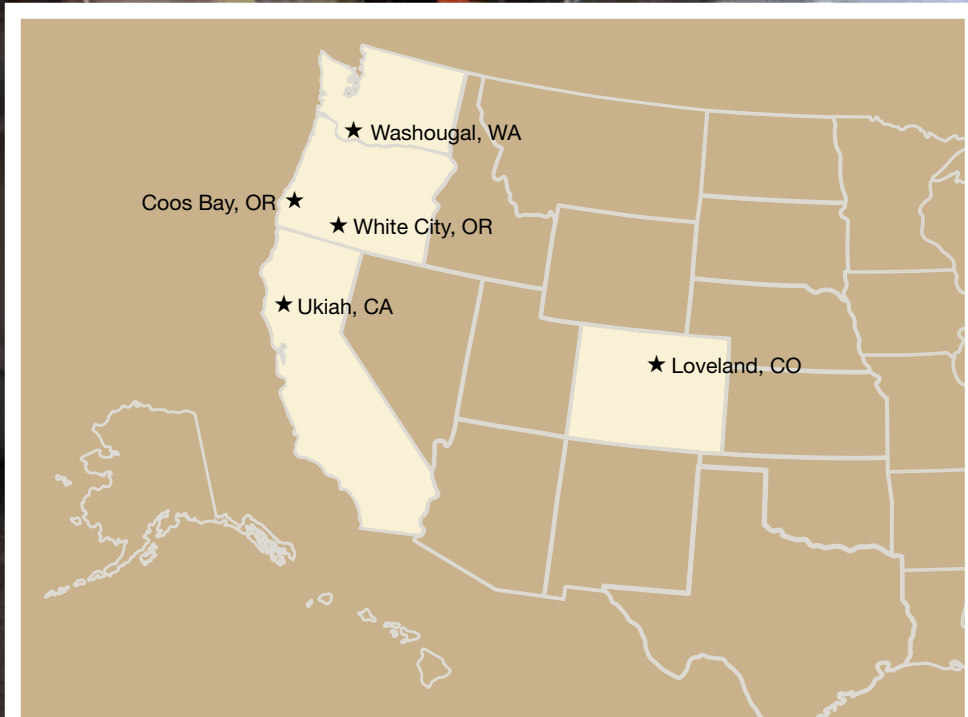 Washougal, WA
Coos Bay, OR
White City, OR
Ukiah, CA
Loveland, CO